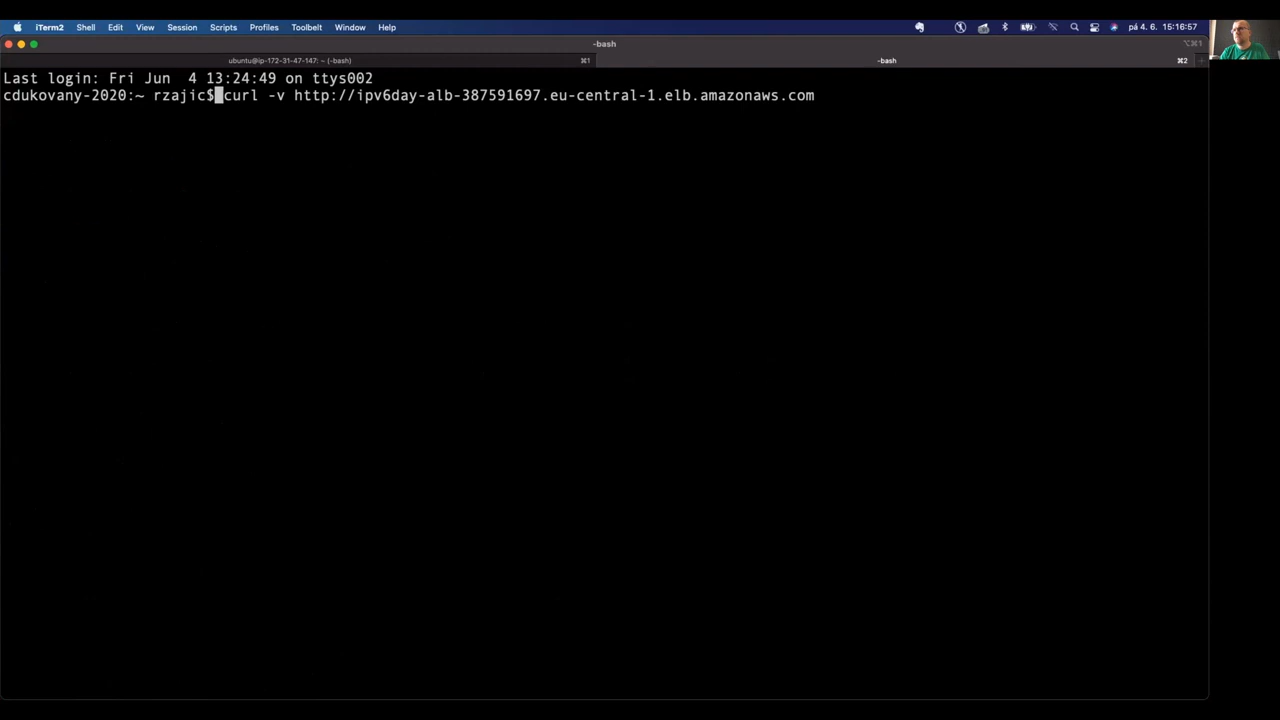 iTerm2 Shell Edit View Session Scripts Profiles Toolbelt Window Help pá 4. 6. 15:16:57
-bash ⌥⌘1
ubuntu@ip-172-31-47-147: ~ (-bash) ⌘1 -bash ⌘2
Last login: Fri Jun  4 13:24:49 on ttys002
cdukovany-2020:~ rzajic$ curl -v http://ipv6day-alb-387591697.eu-central-1.elb.amazonaws.com